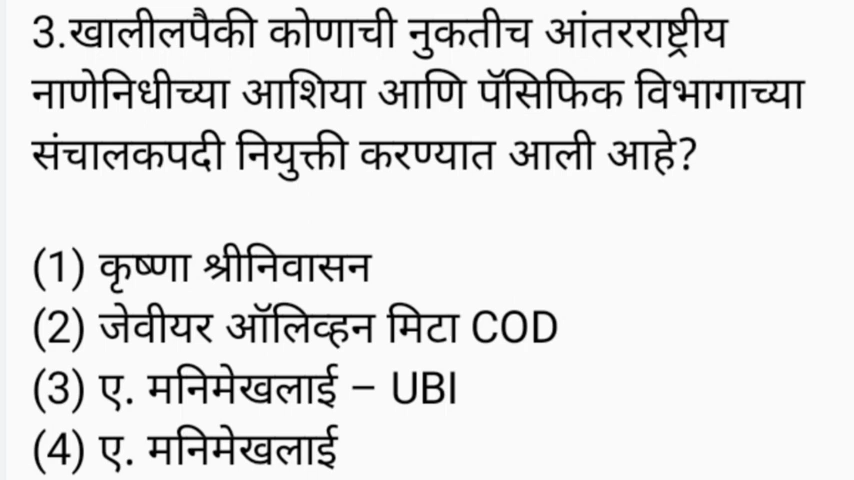 3.खालीलपैकी कोणाची नुकतीच आंतरराष्ट्रीय
नाणेनिधीच्या आशिया आणि पॅसिफिक विभागाच्या
संचालकपदी नियुक्ती करण्यात आली आहे?
(1) कृष्णा श्रीनिवासन
(2) जेवीयर ऑलिव्हन मिटा COD
(3) ए. मनिमेखलाई – UBI
(4) ए. मनिमेखलाई